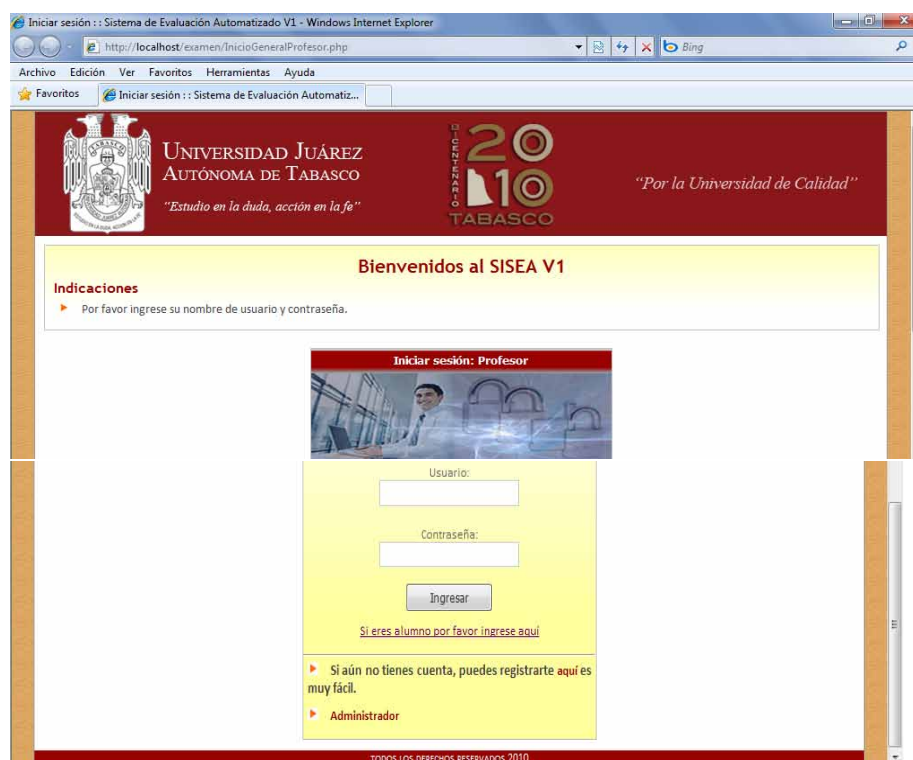 Iniciar sesión : : Sistema de Evaluación Automatizado V1 - Windows Internet Explorer
http://localhost/examen/InicioGeneralProfesor.php
Bing
Archivo Edición Ver Favoritos Herramientas Ayuda
Favoritos
Iniciar sesión : : Sistema de Evaluación Automatiz...
UNIVERSIDAD JUÁREZ
AUTÓNOMA DE TABASCO
“Estudio en la duda, acción en la fe”
BICENTENARIO
2010
TABASCO
“Por la Universidad de Calidad”
Bienvenidos al SISEA V1
Indicaciones
Por favor ingrese su nombre de usuario y contraseña.
Iniciar sesión: Profesor
Usuario:
Contraseña:
Ingresar
Si eres alumno por favor ingrese aquí
Si aún no tienes cuenta, puedes registrarte aquí es
muy fácil.
Administrador
TODOS LOS DERECHOS RESERVADOS 2010